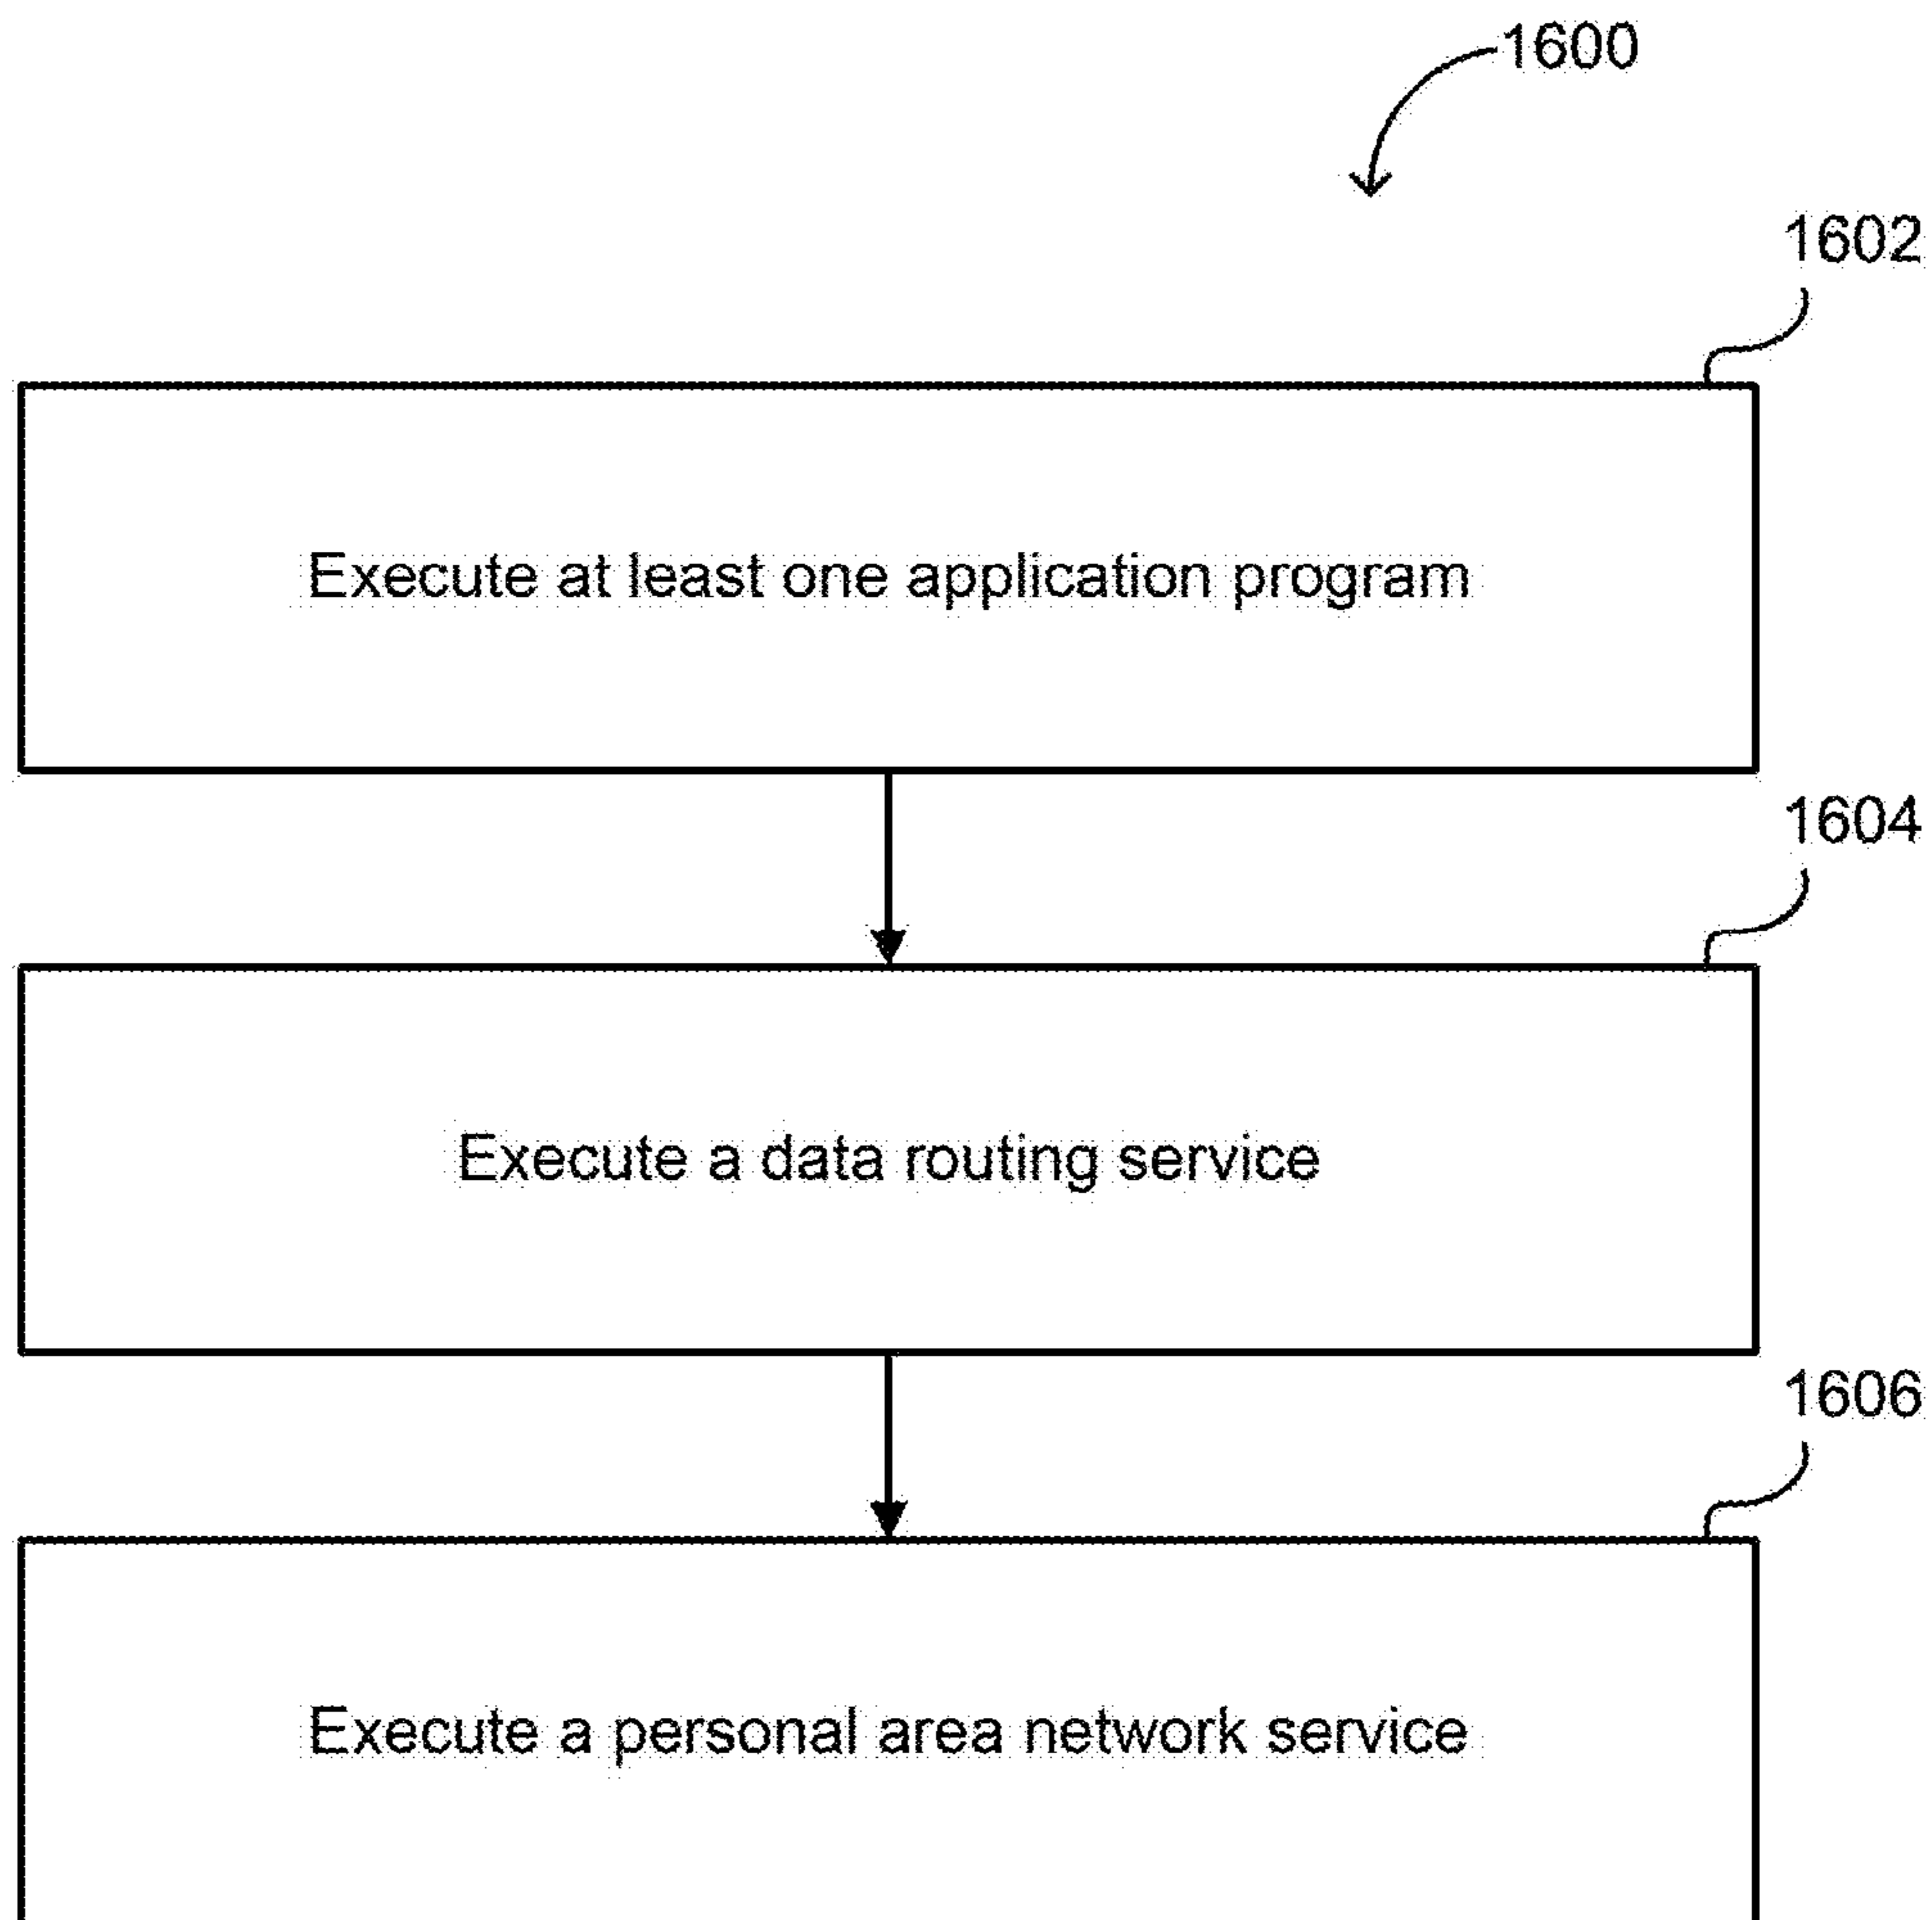 1600
1602
Execute at least one application program
1604
Execute a data routing service
1606
Execute a personal area network service